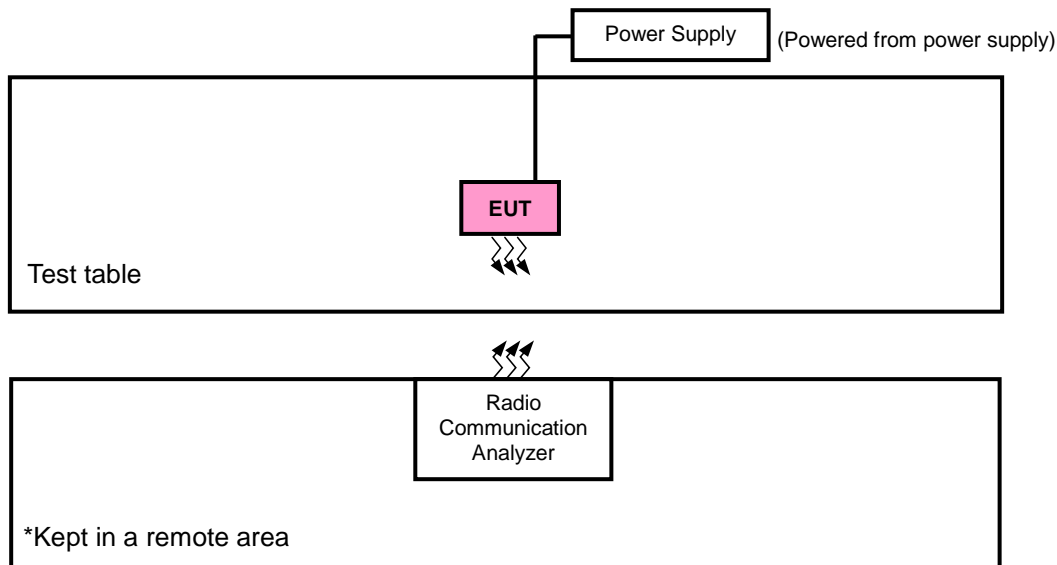 Power Supply
(Powered from power supply)
EUT
Test table
Radio
Communication
Analyzer
*Kept in a remote area